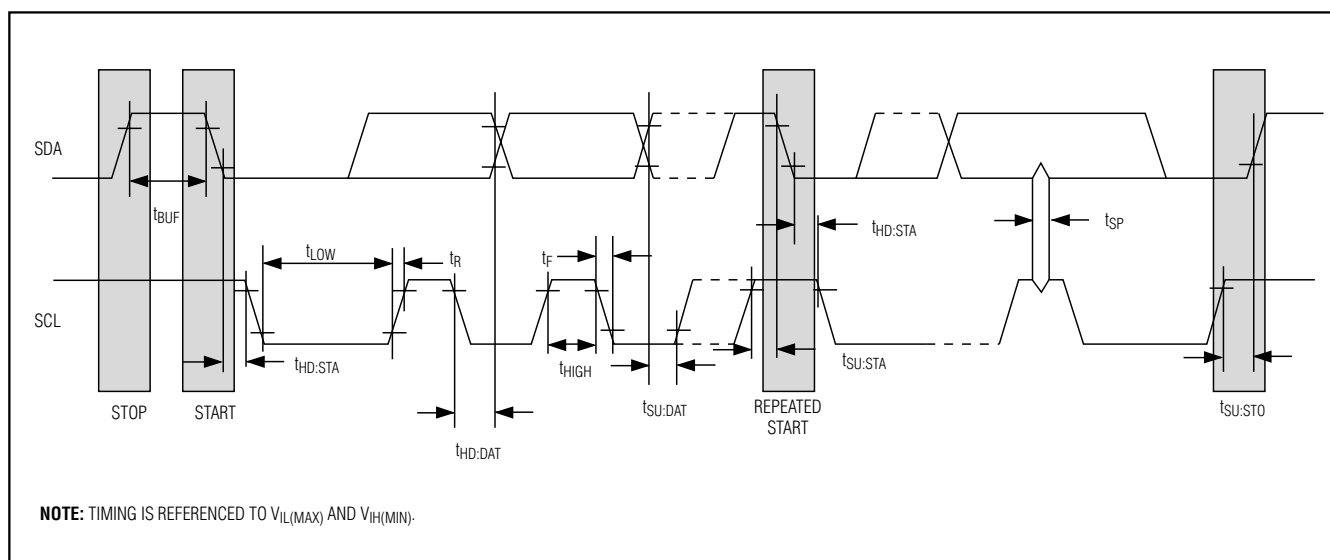 SDA
tBUF
tHD:STA
tSP
tLOW
tR
tF
SCL
tHD:STA
tHIGH
tSU:STA
STOP
START
tSU:DAT
REPEATED
START
tSU:STO
tHD:DAT
NOTE: TIMING IS REFERENCED TO VIL(MAX) AND VIH(MIN).